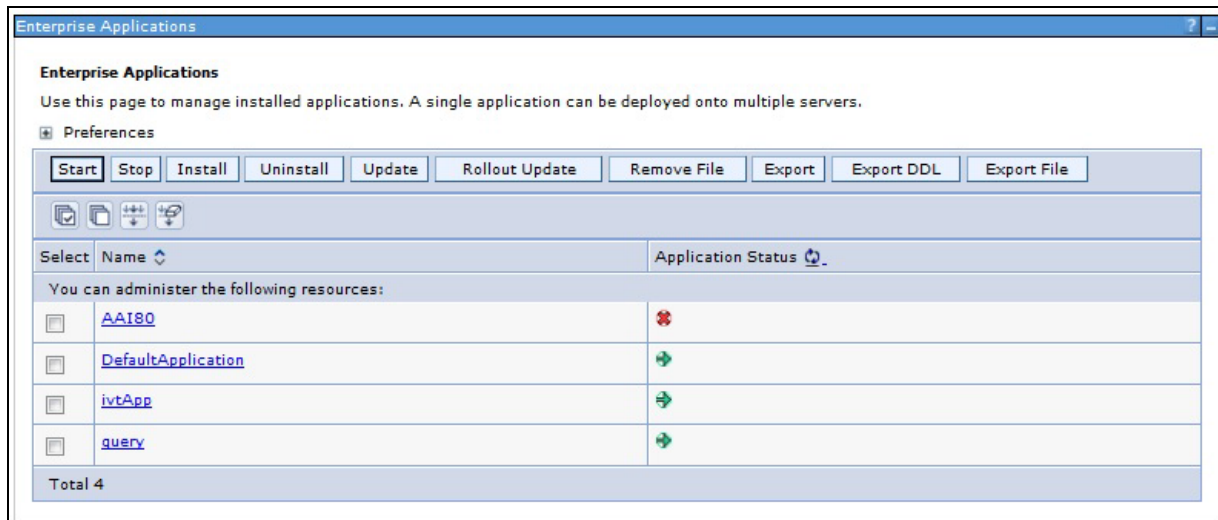 Enterprise Applications ? –
Enterprise Applications
Use this page to manage installed applications. A single application can be deployed onto multiple servers.
Preferences
Start Stop Install Uninstall Update Rollout Update Remove File Export Export DDL Export File
Select Name Application Status
You can administer the following resources:
AAI80
DefaultApplication
ivtApp
query
Total 4